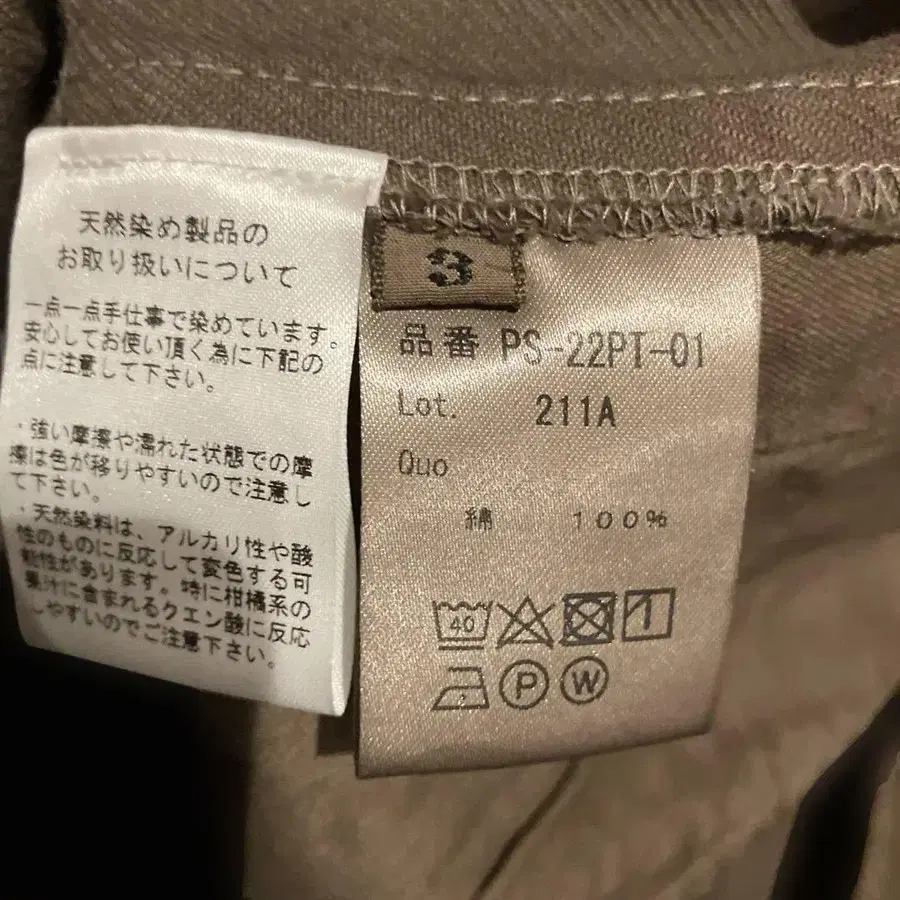 天然染め製品の
お取り扱いについて
一点一点手仕事で染めています。
安心してお使い頂く為に下記の
点に注意して下さい。
・強い摩擦や濡れた状態での摩
擦は色が移りやすいので注意し
て下さい。
・天然染料は、アルカリ性や酸
性のものに反応して変色する可
能性があります。特に柑橘系の
果汁に含まれるクエン酸に反応
しやすいのでご注意下さい。
3
品番 PS-22PT-01
Lot. 211A
Quo
綿 100%
40
P W